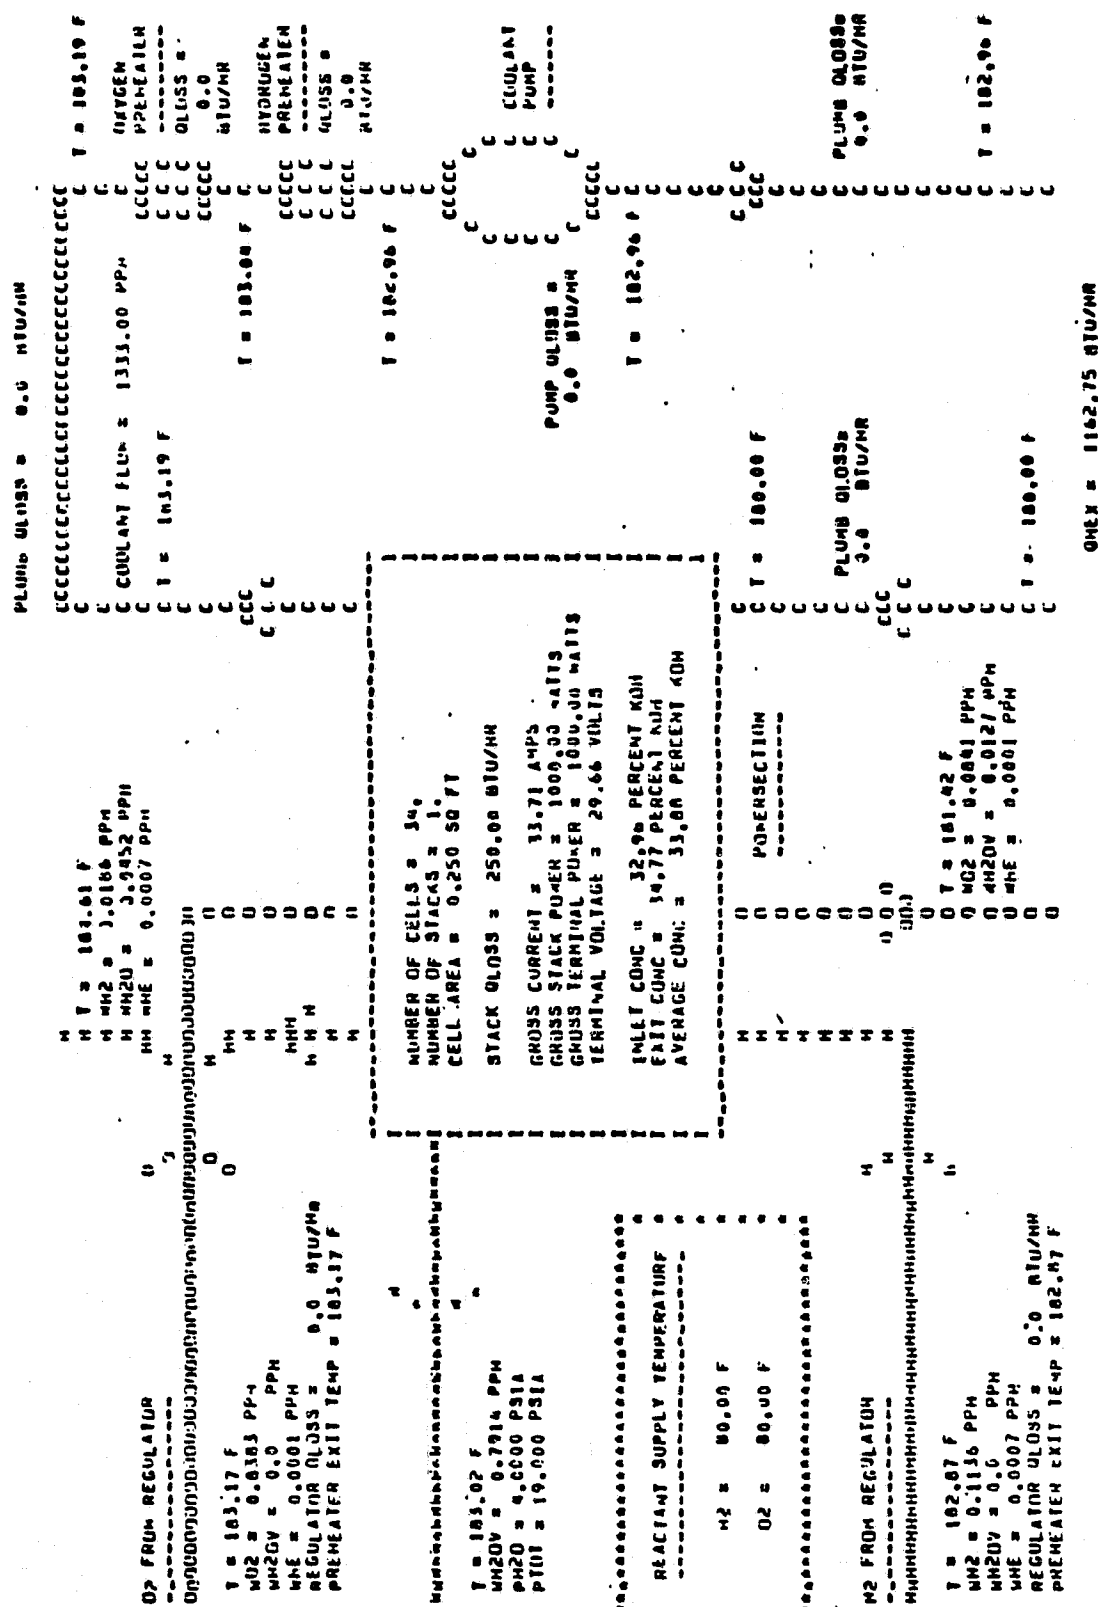 O2 FROM REGULATOR
------------
T = 183.17 F
WO2 = 0.8383 PPH
WH2OV = 0.0 PPH
WHE = 0.0001 PPH
REGULATOR QLOSS = 0.0 BTU/HR
PREHEATER EXIT TEMP = 183.17 F
T = 183.02 F
WH2OV = 0.7914 PPH
PH2O = 4.0000 PSIA
PTOT = 19.000 PSIA
REACTANT SUPPLY TEMPERATURE
H2 = 80.00 F
O2 = 80.00 F
H2 FROM REGULATOR
------------
T = 182.87 F
WH2 = 0.1136 PPH
WH2OV = 0.0 PPH
WHE = 0.0007 PPH
REGULATOR QLOSS = 0.0 BTU/HR
PREHEATER EXIT TEMP = 182.87 F
T = 183.61 F
WH2 = 3.0186 PPH
WH2O = 3.9452 PPH
WHE = 0.0007 PPH
NUMBER OF CELLS = 34.
NUMBER OF STACKS = 1.
CELL AREA = 0.250 SQ FT
STACK QLOSS = 250.00 BTU/HR
GROSS CURRENT = 33.71 AMPS
GROSS STACK POWER = 1000.00 WATTS
GROSS TERMINAL POWER = 1000.00 WATTS
TERMINAL VOLTAGE = 29.66 VOLTS
INLET CONC = 32.96 PERCENT KOH
EXIT CONC = 34.77 PERCENT KOH
AVERAGE CONC = 33.88 PERCENT KOH
POWERSECTION
------------
T = 181.42 F
WO2 = 0.0841 PPH
WH2OV = 0.0127 PPH
WHE = 0.0001 PPH
PLUMB QLOSS = 0.0 BTU/HR
COOLANT FLOW = 1333.00 PPH
T = 183.19 F
T = 183.19 F
OXYGEN
PREHEATER
---------
QLOSS =
0.0
BTU/HR
T = 183.08 F
HYDROGEN
PREHEATER
---------
QLOSS =
0.0
BTU/HR
T = 182.96 F
COOLANT
PUMP
-------
PUMP QLOSS =
0.0 BTU/HR
T = 182.96 F
T = 180.00 F
PLUMB QLOSS=
0.0 BTU/HR
T = 180.00 F
PLUMB QLOSS=
0.0 BTU/HR
T = 182.96 F
QHEX = 1162.75 BTU/HR